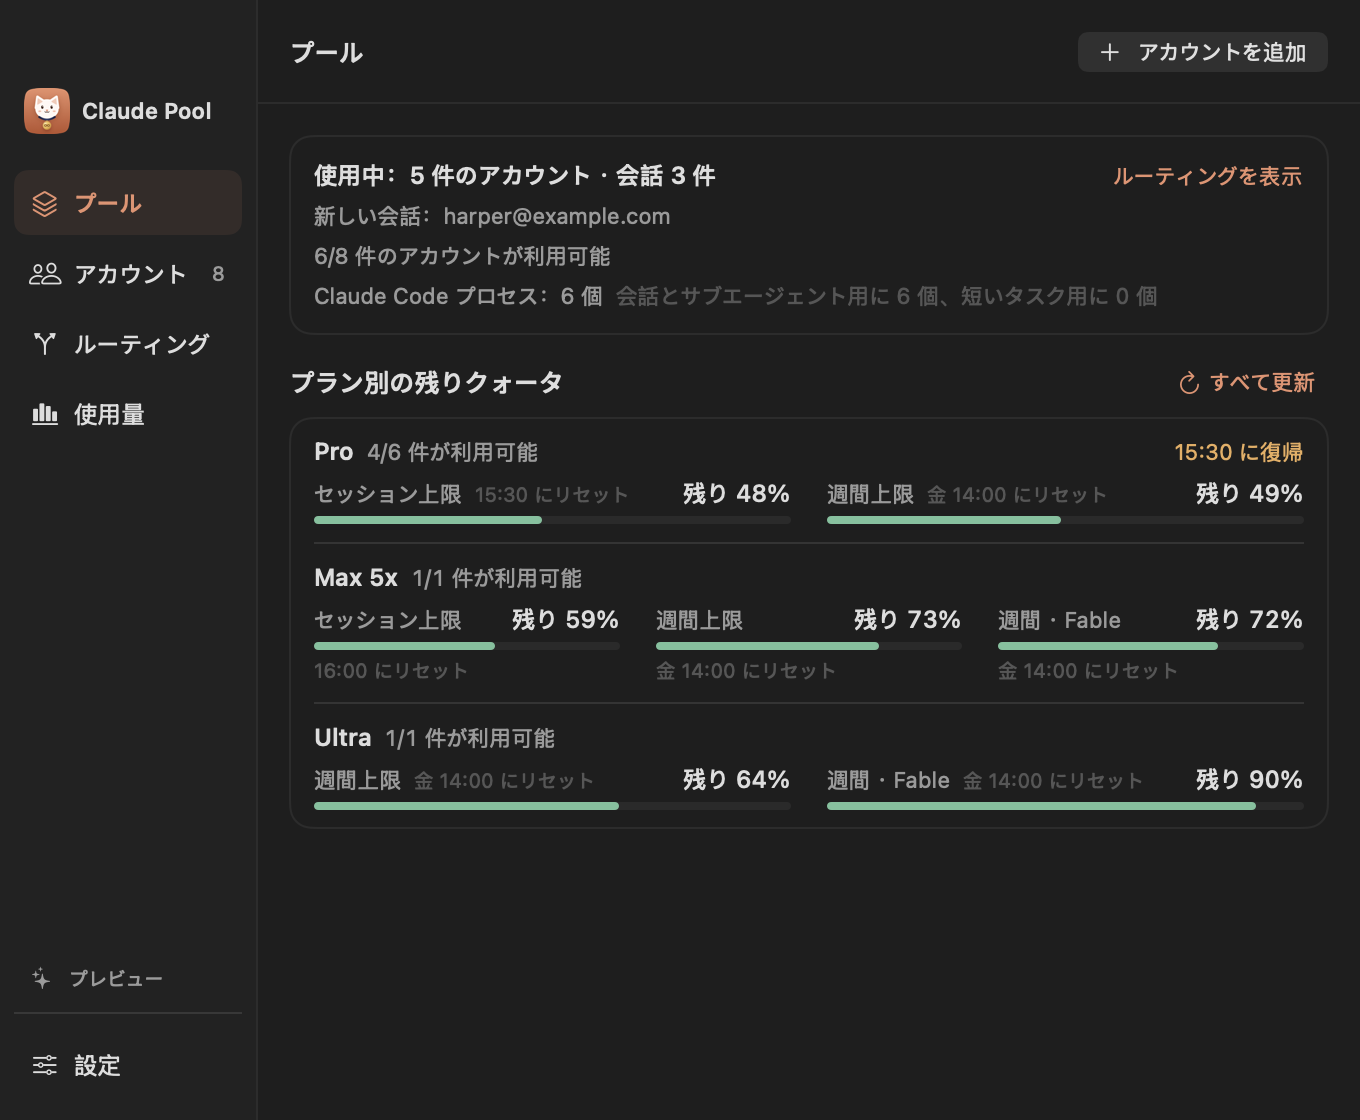 Claude Pool
プール
アカウント 8
ルーティング
使用量
プレビュー
設定
プール
アカウントを追加
使用中：5 件のアカウント · 会話 3 件
ルーティングを表示
新しい会話：harper@example.com
6/8 件のアカウントが利用可能
Claude Code プロセス：6 個 会話とサブエージェント用に 6 個、短いタスク用に 0 個
プラン別の残りクォータ
すべて更新
Pro 4/6 件が利用可能
15:30 に復帰
セッション上限 15:30 にリセット 残り 48%
週間上限 金 14:00 にリセット 残り 49%
Max 5x 1/1 件が利用可能
セッション上限 残り 59%
16:00 にリセット
週間上限 残り 73%
金 14:00 にリセット
週間 · Fable 残り 72%
金 14:00 にリセット
Ultra 1/1 件が利用可能
週間上限 金 14:00 にリセット 残り 64%
週間 · Fable 金 14:00 にリセット 残り 90%